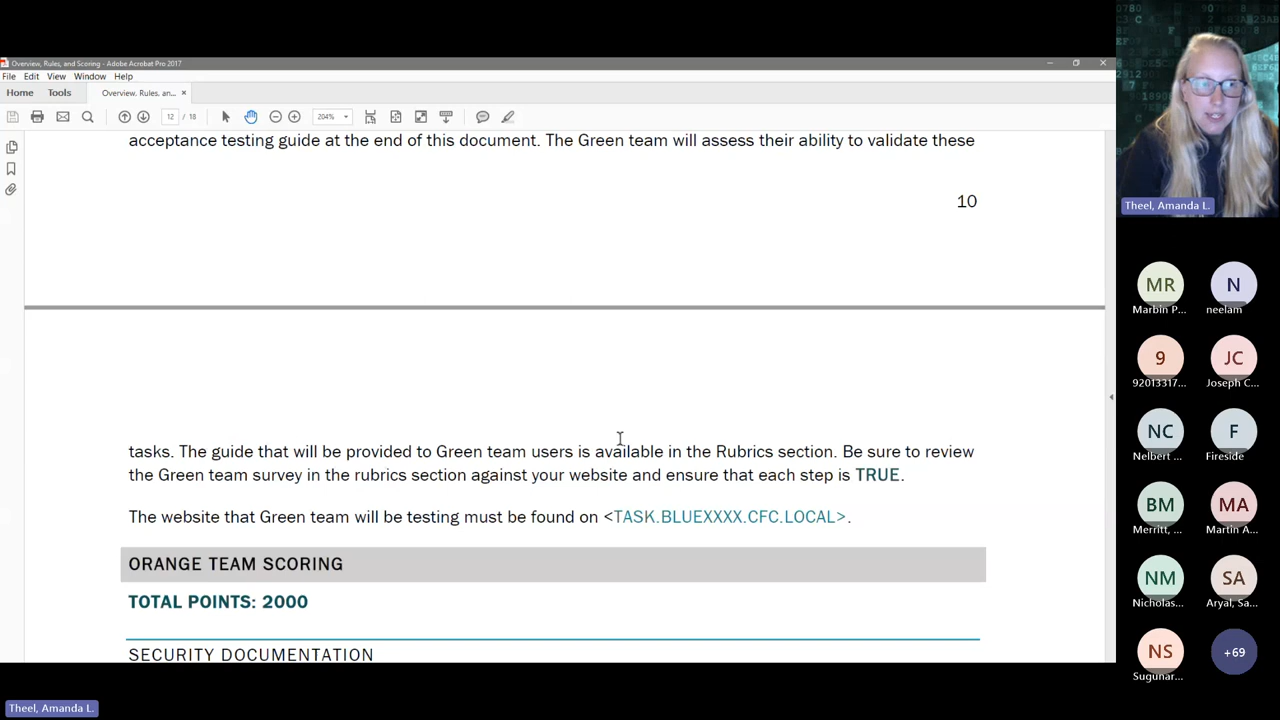 Overview, Rules, and Scoring - Adobe Acrobat Pro 2017
File Edit View Window Help
Home Tools Overview. Rules. an... ×
12 / 18 204%
acceptance testing guide at the end of this document. The Green team will assess their ability to validate these
10
tasks. The guide that will be provided to Green team users is available in the Rubrics section. Be sure to review
the Green team survey in the rubrics section against your website and ensure that each step is TRUE.
The website that Green team will be testing must be found on <TASK.BLUEXXXX.CFC.LOCAL>.
ORANGE TEAM SCORING
TOTAL POINTS: 2000
SECURITY DOCUMENTATION
Theel, Amanda L.
MR N
Marbin P... neelam
9 JC
92013317... Joseph C...
NC F
Nelbert ... Fireside
BM MA
Merritt, ... Martin A...
NM SA
Nicholas... Aryal, Sa...
NS +69
Sugunar...
Theel, Amanda L.